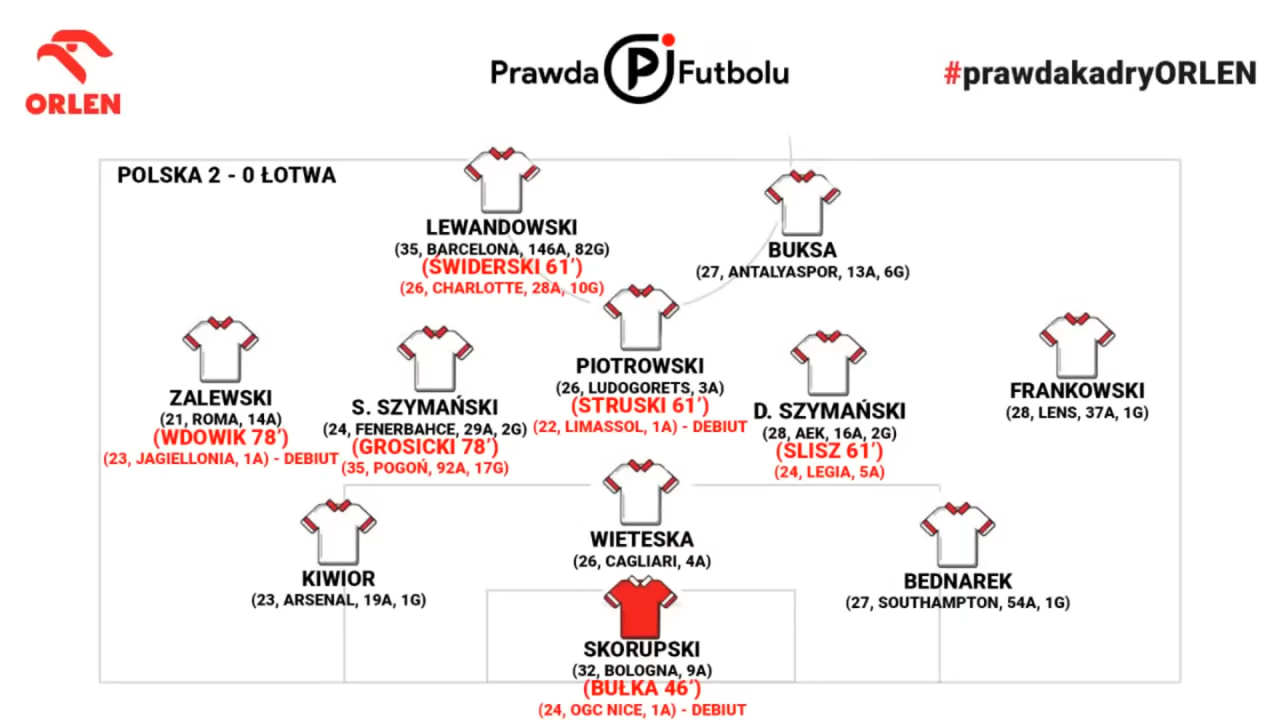 ORLEN
Prawda PJ Futbolu
#prawdakadryORLEN
POLSKA 2 - 0 ŁOTWA
LEWANDOWSKI
(35, BARCELONA, 146A, 82G)
(ŚWIDERSKI 61’)
(26, CHARLOTTE, 28A, 10G)
BUKSA
(27, ANTALYASPOR, 13A, 6G)
ZALEWSKI
(21, ROMA, 14A)
(WDOWIK 78’)
(23, JAGIELLONIA, 1A) - DEBIUT
S. SZYMAŃSKI
(24, FENERBAHCE, 29A, 2G)
(GROSICKI 78’)
(35, POGOŃ, 92A, 17G)
PIOTROWSKI
(26, LUDOGORETS, 3A)
(STRUSKI 61’)
(22, LIMASSOL, 1A) - DEBIUT
D. SZYMAŃSKI
(28, AEK, 16A, 2G)
(SLISZ 61’)
(24, LEGIA, 5A)
FRANKOWSKI
(28, LENS, 37A, 1G)
KIWIOR
(23, ARSENAL, 19A, 1G)
WIETESKA
(26, CAGLIARI, 4A)
BEDNAREK
(27, SOUTHAMPTON, 54A, 1G)
SKORUPSKI
(32, BOLOGNA, 9A)
(BUŁKA 46’)
(24, OGC NICE, 1A) - DEBIUT